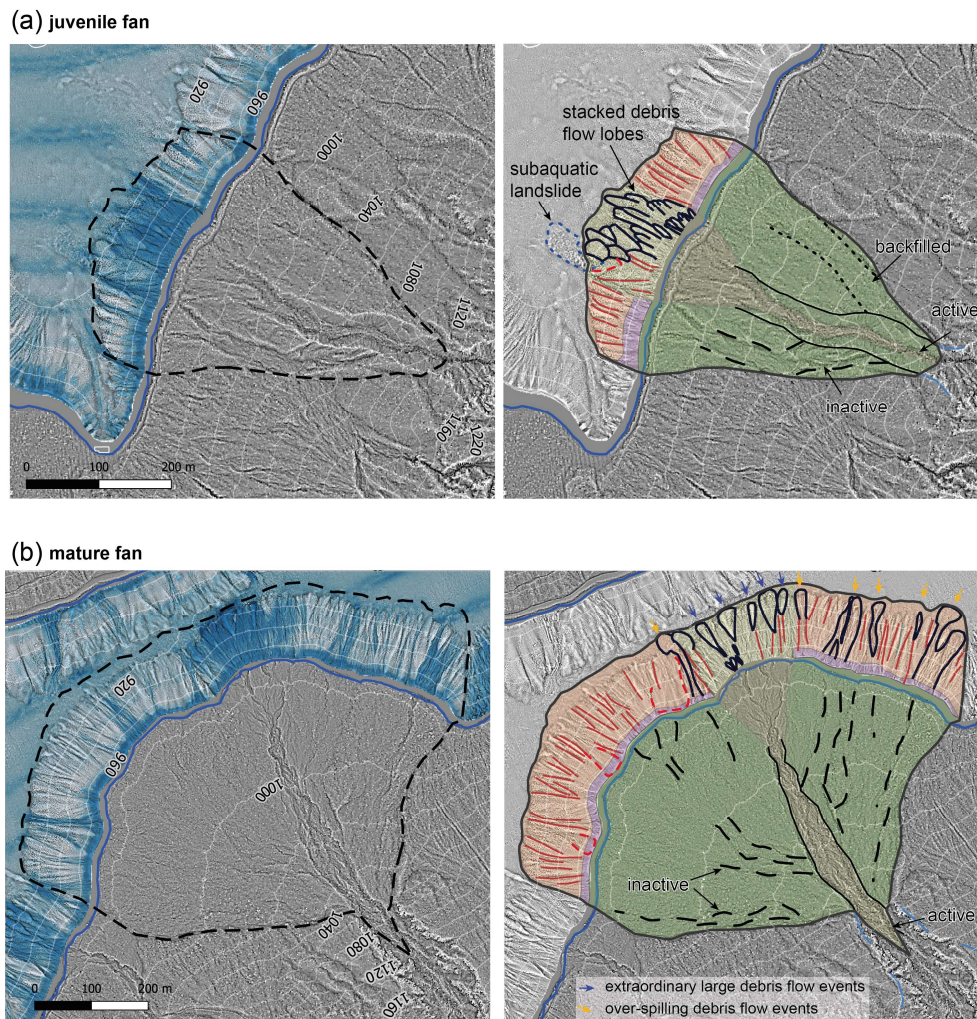 (a) juvenile fan
920
960
1000
1040
1080
1120
1160
1220
0 100 200 m
stacked debris
flow lobes
subaquatic
landslide
backfilled
active
inactive
(b) mature fan
920
960
1000
1040
1080
1120
1160
0 100 200 m
inactive
active
extraordinary large debris flow events
over-spilling debris flow events